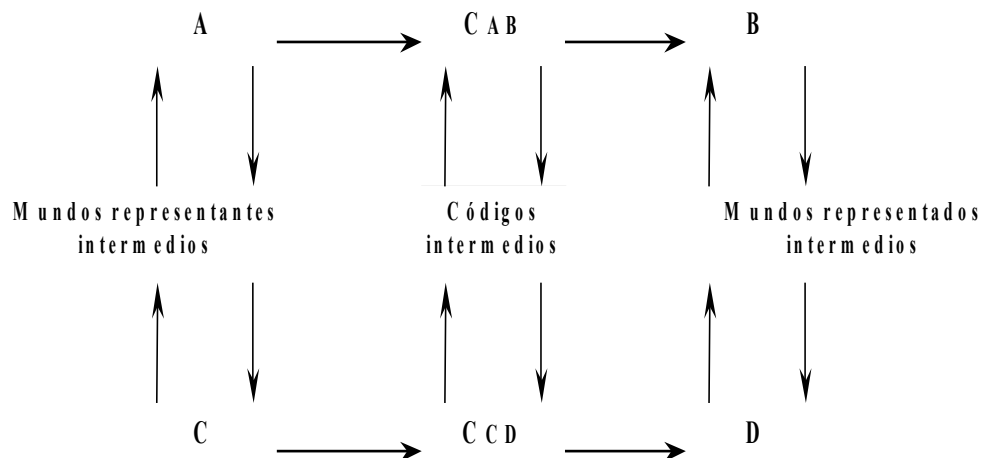 A C AB B
Mundos representantes Códigos Mundos representados
intermedios intermedios intermedios
C C CD D